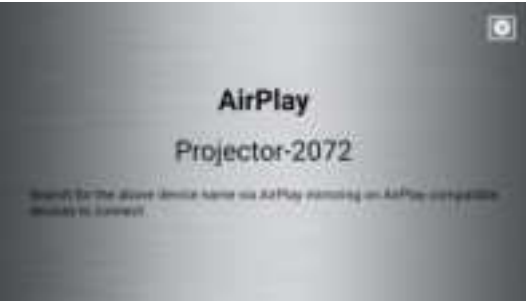 AirPlay
Projector-2072
Search for the above device name via AirPlay mirroring on AirPlay compatible
devices to connect